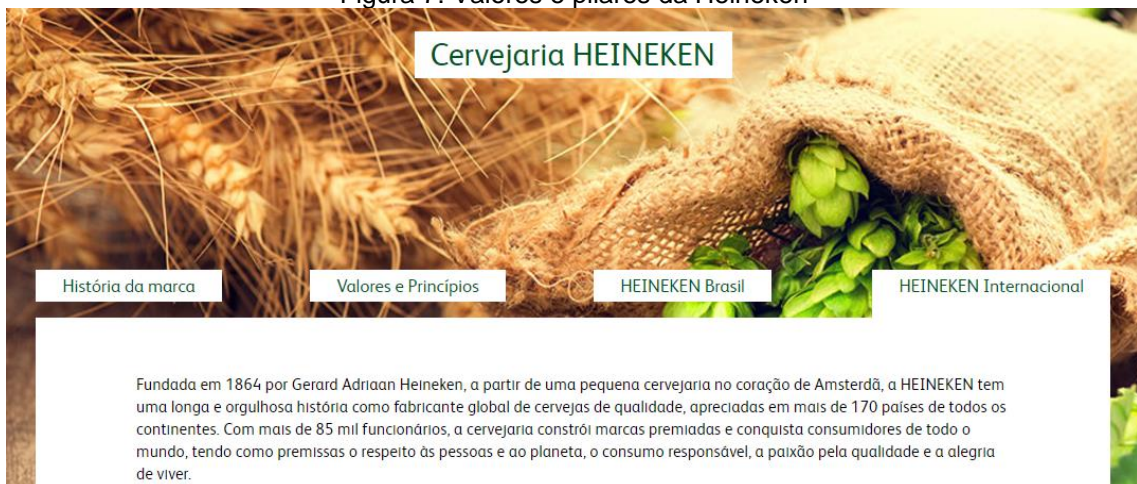 Figura 7: Valores e pilares da Heineken
Cervejaria HEINEKEN
História da marca
Valores e Princípios
HEINEKEN Brasil
HEINEKEN Internacional
Fundada em 1864 por Gerard Adriaan Heineken, a partir de uma pequena cervejaria no coração de Amsterdã, a HEINEKEN tem
uma longa e orgulhosa história como fabricante global de cervejas de qualidade, apreciadas em mais de 170 países de todos os
continentes. Com mais de 85 mil funcionários, a cervejaria constrói marcas premiadas e conquista consumidores de todo o
mundo, tendo como premissas o respeito às pessoas e ao planeta, o consumo responsável, a paixão pela qualidade e a alegria
de viver.